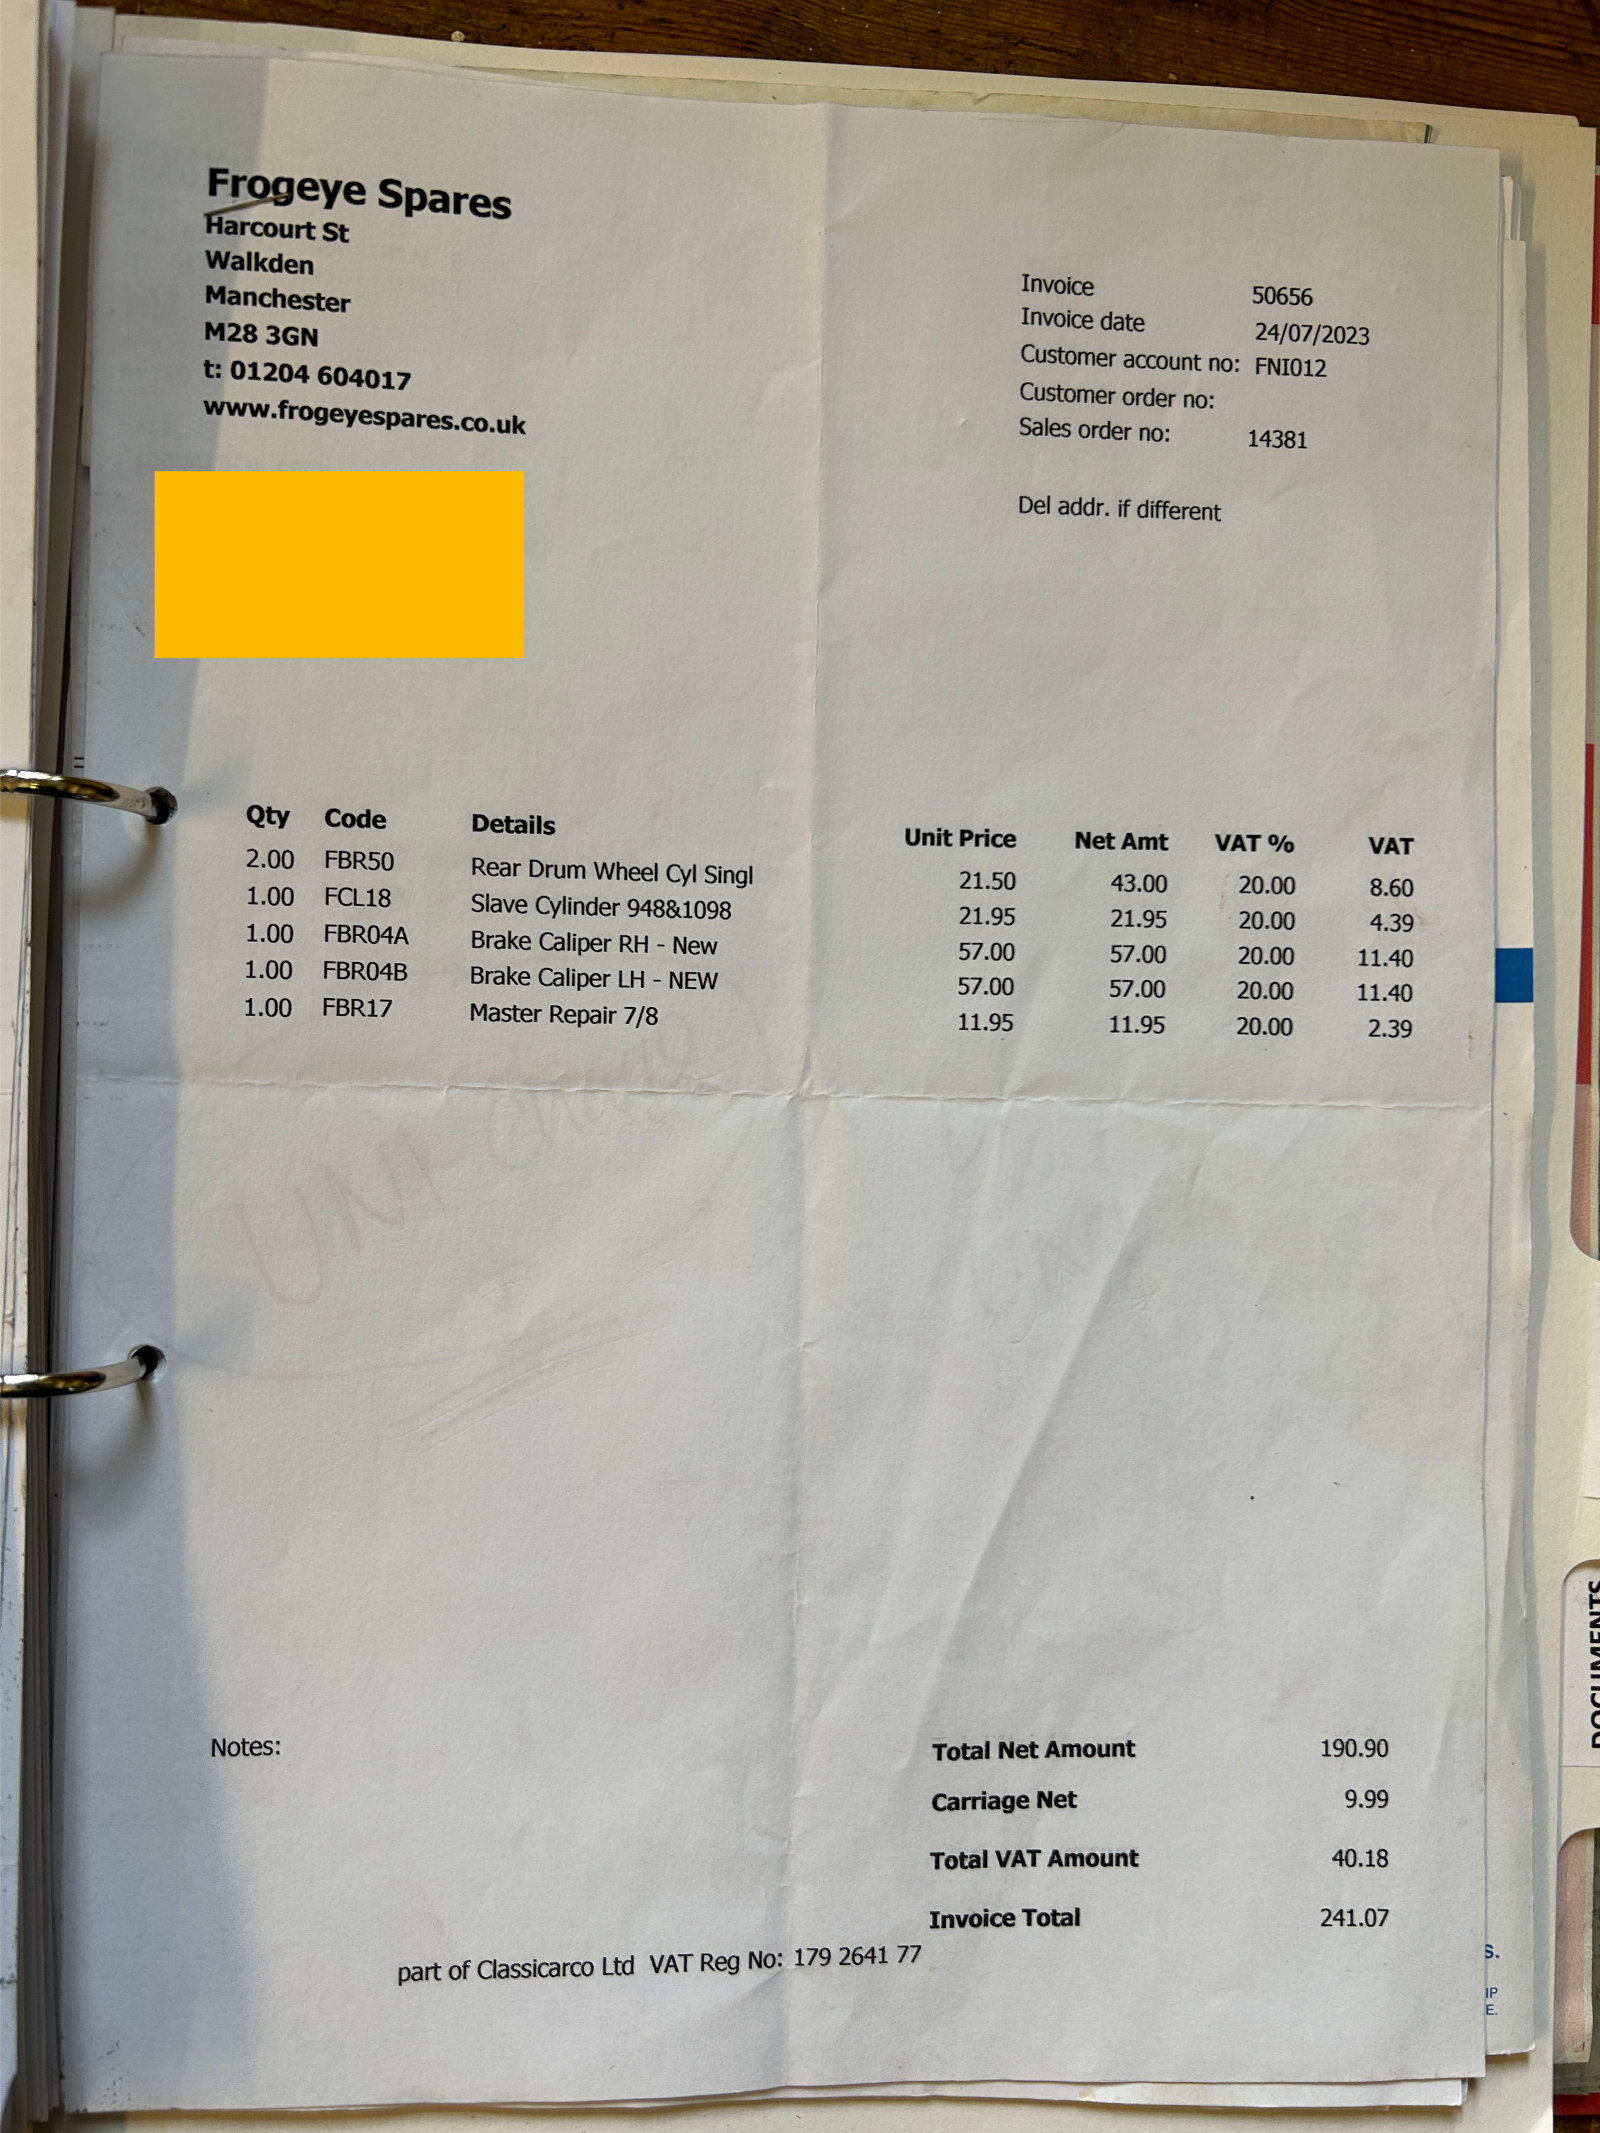 Frogeye Spares
Harcourt St
Walkden
Manchester
M28 3GN
t: 01204 604017
www.frogeyespares.co.uk
Invoice 50656
Invoice date 24/07/2023
Customer account no: FNI012
Customer order no:
Sales order no: 14381
Del addr. if different
Qty Code Details Unit Price Net Amt VAT % VAT
2.00 FBR50 Rear Drum Wheel Cyl Singl 21.50 43.00 20.00 8.60
1.00 FCL18 Slave Cylinder 948&1098 21.95 21.95 20.00 4.39
1.00 FBR04A Brake Caliper RH - New 57.00 57.00 20.00 11.40
1.00 FBR04B Brake Caliper LH - NEW 57.00 57.00 20.00 11.40
1.00 FBR17 Master Repair 7/8 11.95 11.95 20.00 2.39
Notes:
Total Net Amount 190.90
Carriage Net 9.99
Total VAT Amount 40.18
Invoice Total 241.07
part of Classicarco Ltd VAT Reg No: 179 2641 77
S.
IP
E.
DOCUMENTS